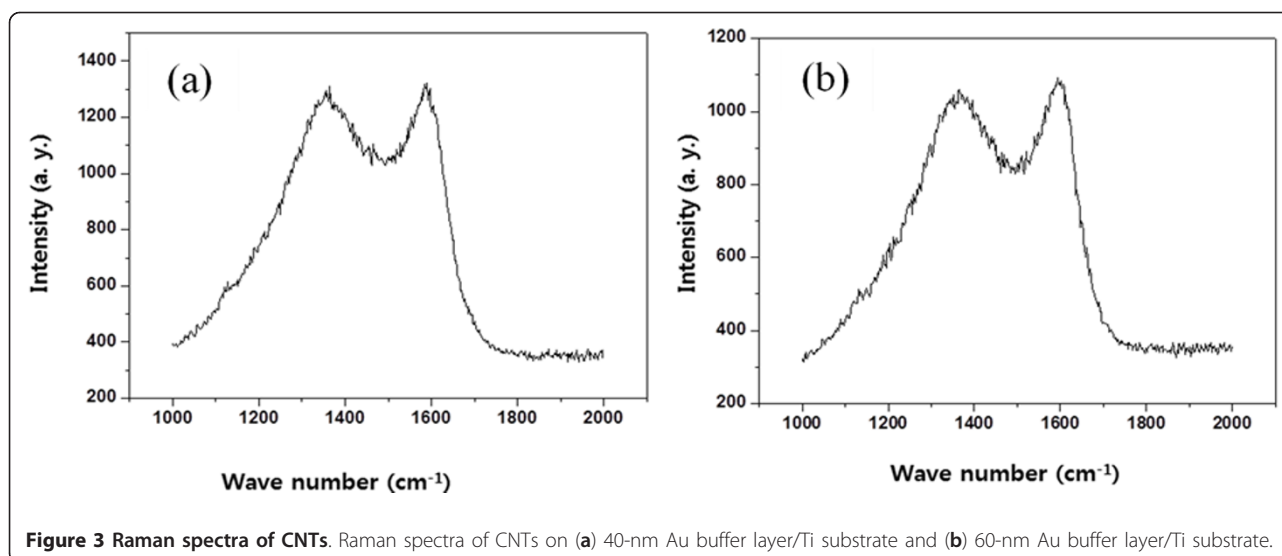 (a)
1400
1200
1000
800
600
400
200
Intensity (a. y.)
1000 1200 1400 1600 1800 2000
Wave number (cm⁻¹)
(b)
1200
1000
800
600
400
200
Intensity (a. y.)
1000 1200 1400 1600 1800 2000
Wave number (cm⁻¹)
Figure 3 Raman spectra of CNTs. Raman spectra of CNTs on (a) 40-nm Au buffer layer/Ti substrate and (b) 60-nm Au buffer layer/Ti substrate.